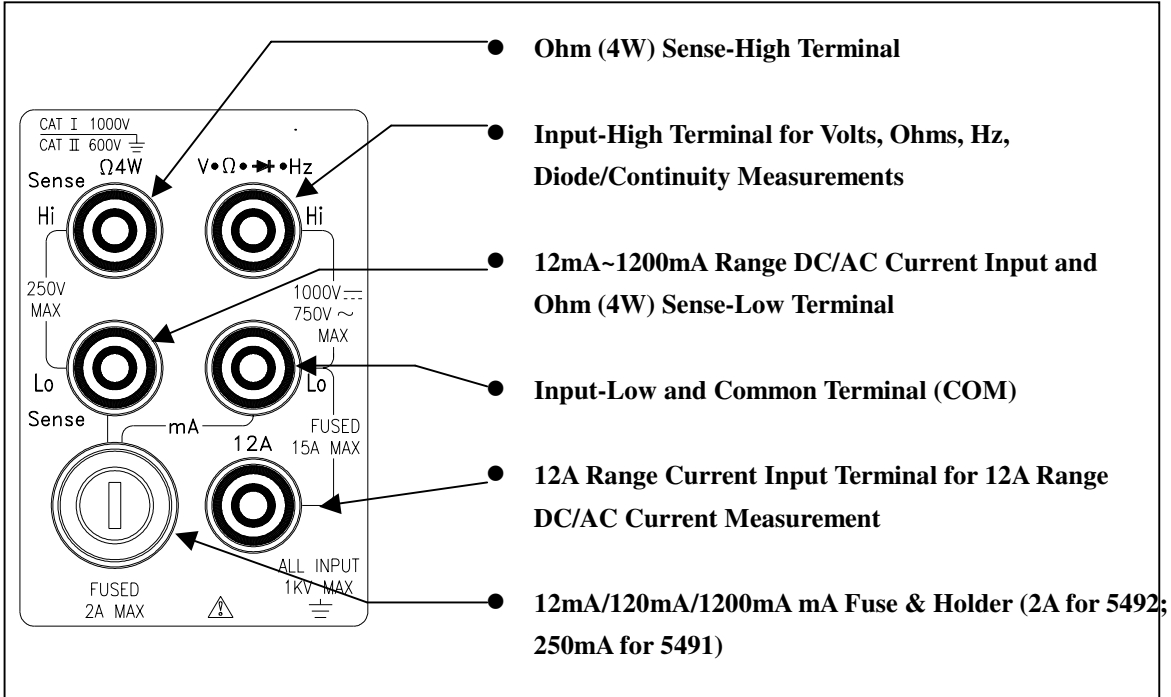 Ohm (4W) Sense-High Terminal
Input-High Terminal for Volts, Ohms, Hz,
Diode/Continuity Measurements
12mA~1200mA Range DC/AC Current Input and
Ohm (4W) Sense-Low Terminal
Input-Low and Common Terminal (COM)
12A Range Current Input Terminal for 12A Range
DC/AC Current Measurement
12mA/120mA/1200mA mA Fuse & Holder (2A for 5492;
250mA for 5491)
CAT I 1000V
CAT II 600V
Ω4W
V•Ω• •Hz
Sense
Hi
Hi
250V
MAX
1000V
750V ~
MAX
Lo
Lo
Sense
mA
FUSED
15A MAX
12A
ALL INPUT
1KV MAX
FUSED
2A MAX